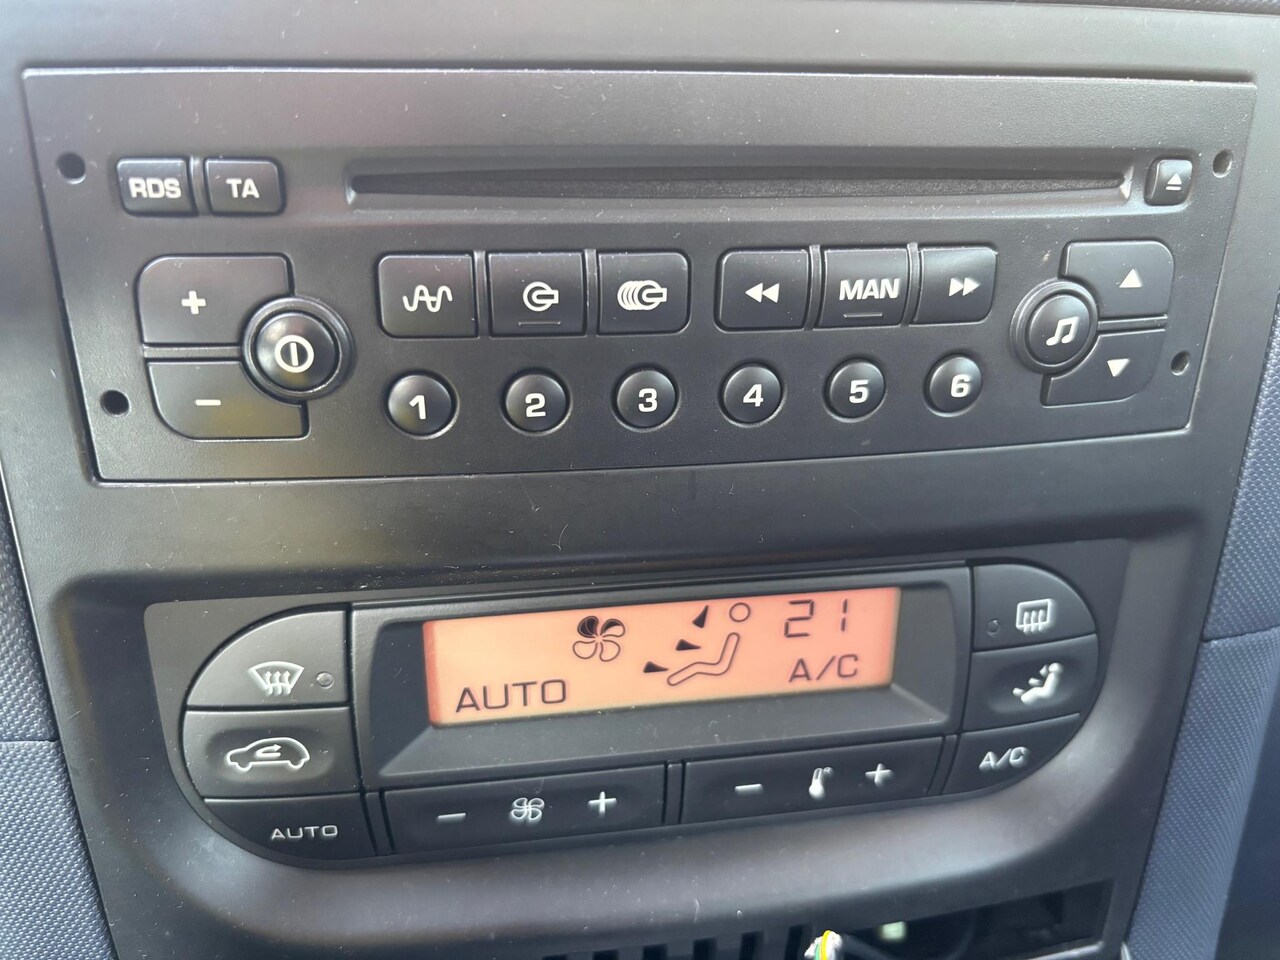 RDS TA
MAN
1 2 3 4 5 6
21
AUTO A/C
AUTO A/C